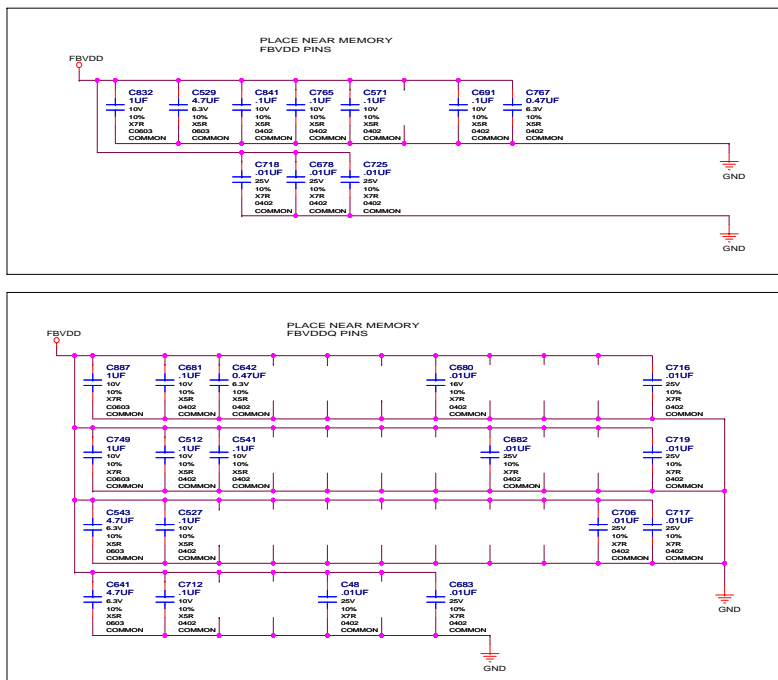 PLACE NEAR MEMORY
FBVDD PINS
FBVDD
C832
1UF
10V
10%
X7R
C0603
COMMON
C529
4.7UF
6.3V
10%
X5R
0603
COMMON
C841
.1UF
10V
10%
X5R
0402
COMMON
C765
.1UF
10V
10%
X5R
0402
COMMON
C571
.1UF
10V
10%
X5R
0402
COMMON
C691
.1UF
10V
10%
X5R
0402
COMMON
C767
0.47UF
6.3V
10%
X5R
0402
COMMON
GND
C718
.01UF
25V
10%
X7R
0402
COMMON
C678
.01UF
25V
10%
X7R
0402
COMMON
C725
.01UF
25V
10%
X7R
0402
COMMON
GND
PLACE NEAR MEMORY
FBVDDQ PINS
FBVDD
C887
1UF
10V
10%
X7R
C0603
COMMON
C681
.1UF
10V
10%
X5R
0402
COMMON
C642
0.47UF
6.3V
10%
X5R
0402
COMMON
C680
.01UF
16V
10%
X7R
0402
COMMON
C716
.01UF
25V
10%
X7R
0402
COMMON
C749
1UF
10V
10%
X7R
C0603
COMMON
C512
.1UF
10V
10%
X5R
0402
COMMON
C541
.1UF
10V
10%
X5R
0402
COMMON
C682
.01UF
25V
10%
X7R
0402
COMMON
C719
.01UF
25V
10%
X7R
0402
COMMON
C543
4.7UF
6.3V
10%
X5R
0603
COMMON
C527
.1UF
10V
10%
X5R
0402
COMMON
C706
.01UF
25V
10%
X7R
0402
COMMON
C717
.01UF
25V
10%
X7R
0402
COMMON
GND
C641
4.7UF
6.3V
10%
X5R
0603
COMMON
C712
.1UF
10V
10%
X5R
0402
COMMON
C48
.01UF
25V
10%
X7R
0402
COMMON
C683
.01UF
25V
10%
X7R
0402
COMMON
GND